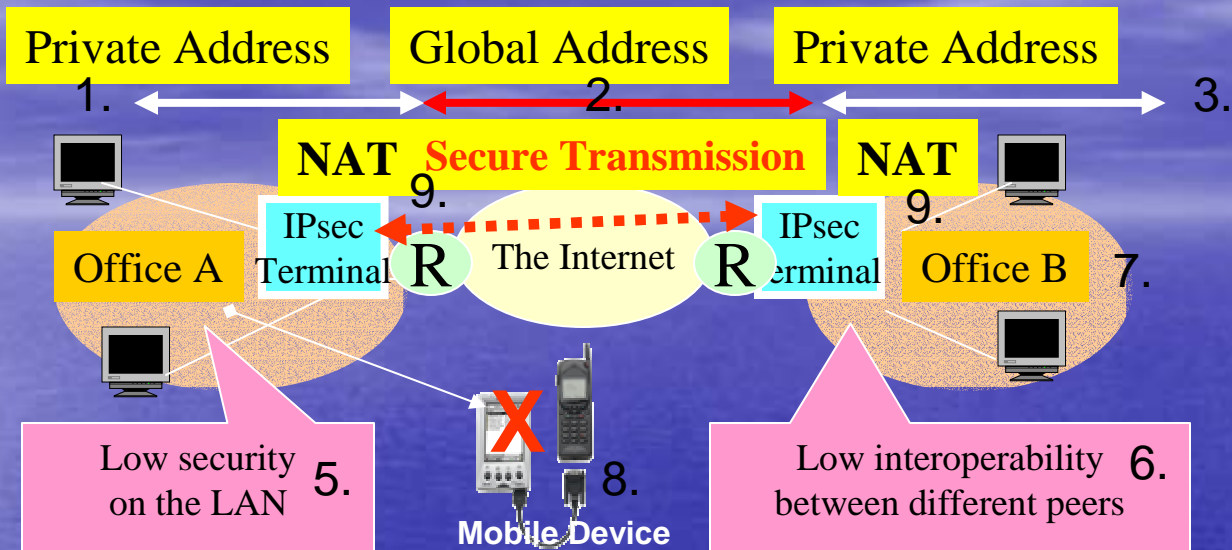 Private Address
Global Address
Private Address
1.
2.
3.
NAT
Secure Transmission
NAT
9.
9.
IPsec
Terminal
R
The Internet
R
IPsec
erminal
Office A
Office B
7.
X
Low security
on the LAN
5.
8.
Mobile Device
Low interoperability
between different peers
6.